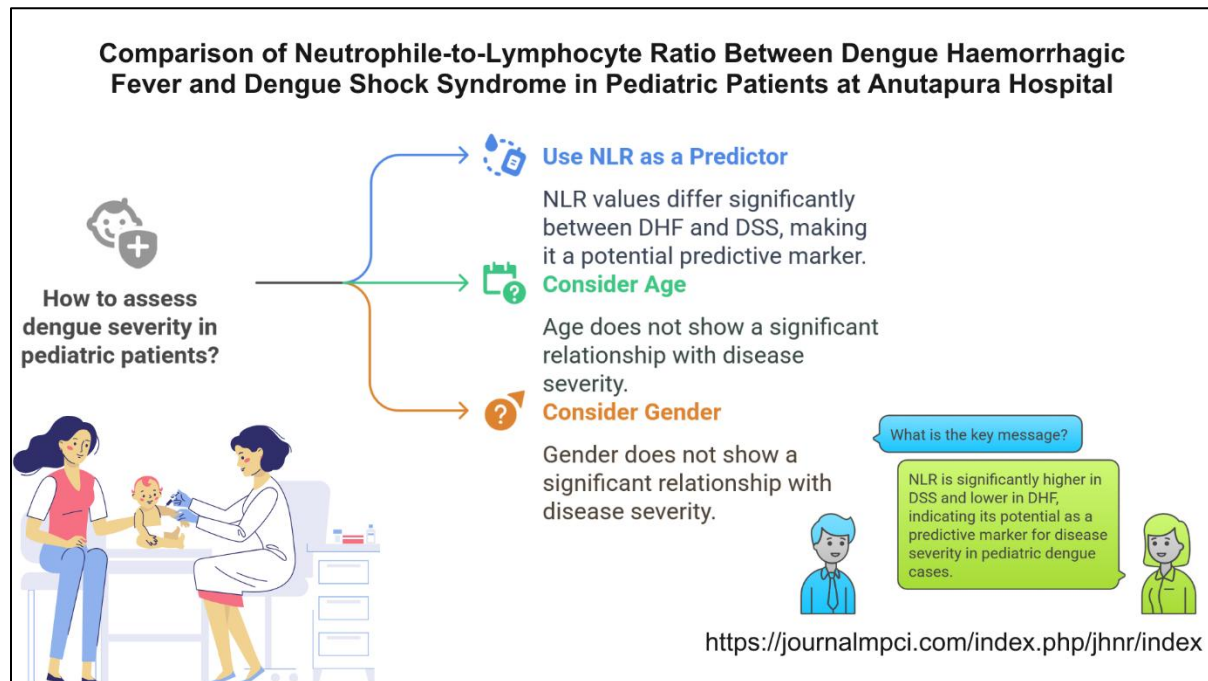 Comparison of Neutrophile-to-Lymphocyte Ratio Between Dengue Haemorrhagic
Fever and Dengue Shock Syndrome in Pediatric Patients at Anutapura Hospital
How to assess
dengue severity in
pediatric patients?
Use NLR as a Predictor
NLR values differ significantly
between DHF and DSS, making
it a potential predictive marker.
Consider Age
Age does not show a significant
relationship with disease
severity.
Consider Gender
Gender does not show a
significant relationship with
disease severity.
What is the key message?
NLR is significantly higher in
DSS and lower in DHF,
indicating its potential as a
predictive marker for disease
severity in pediatric dengue
cases.
https://journalmpci.com/index.php/jhnr/index